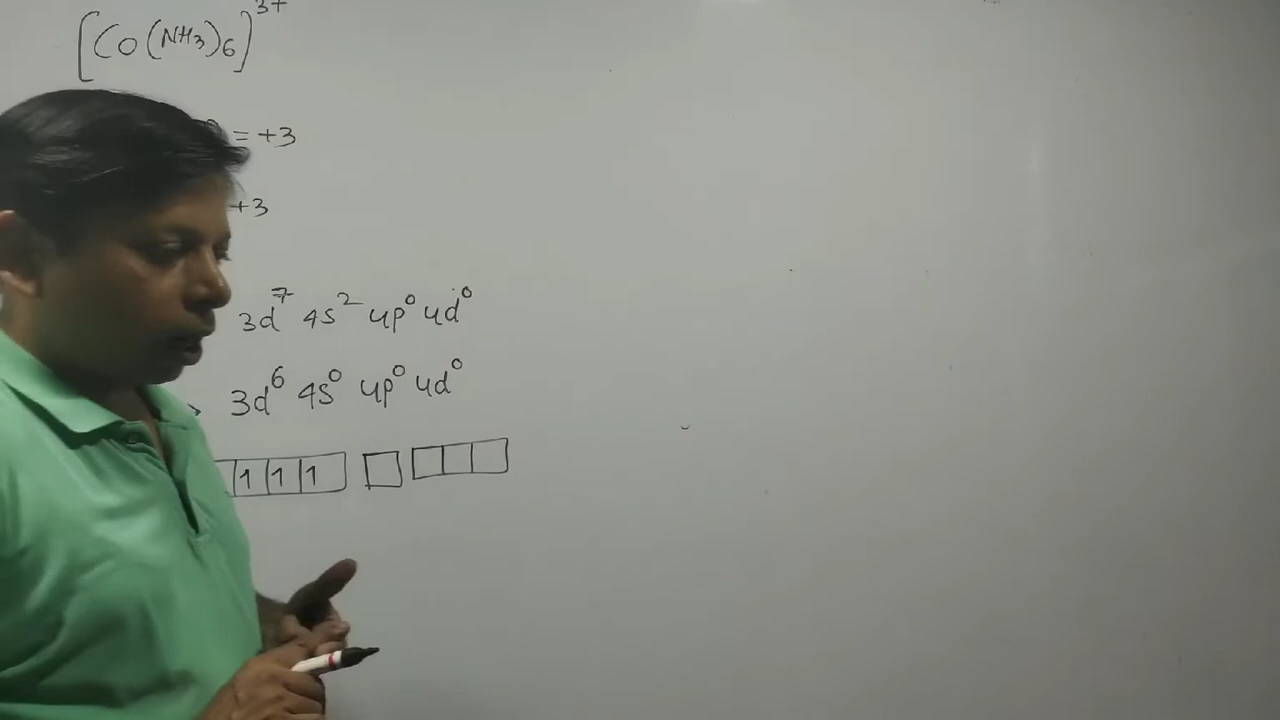 [Co(NH3)6]3+
= +3
+3
3d7 4s2 4p0 4d0
3d6 4s0 4p0 4d0
1 1 1